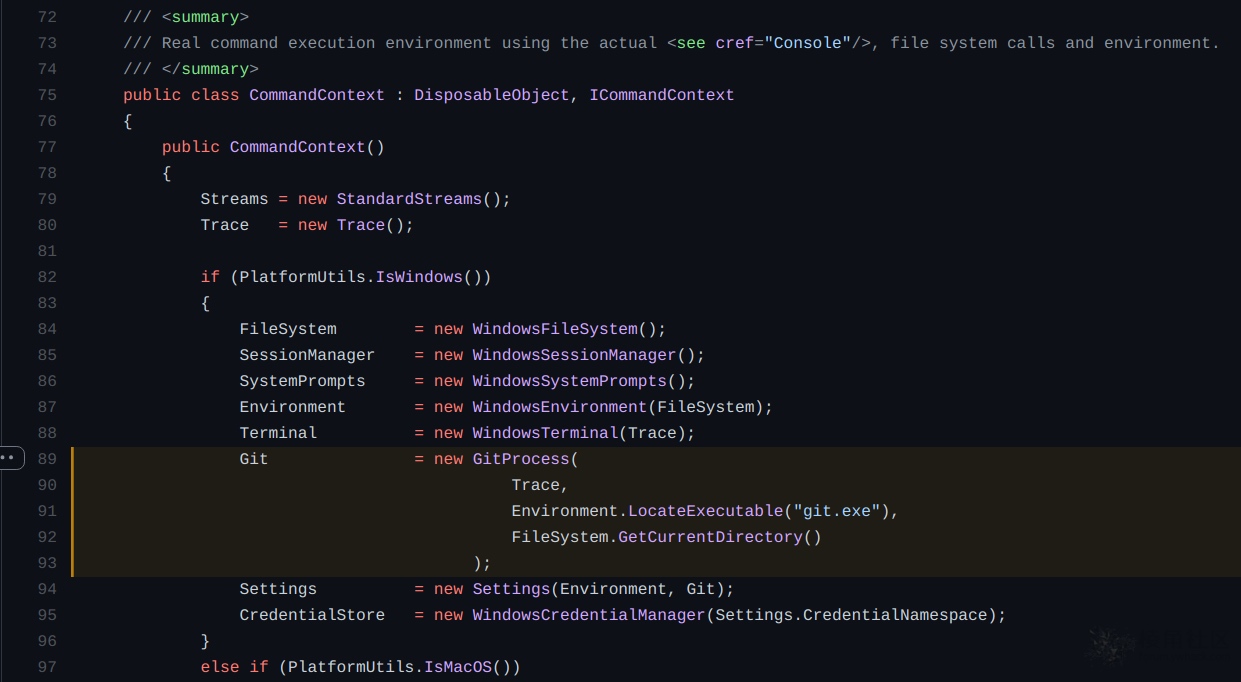 72 /// <summary>
73 /// Real command execution environment using the actual <see cref="Console"/>, file system calls and environment.
74 /// </summary>
75 public class CommandContext : DisposableObject, ICommandContext
76 {
77 public CommandContext()
78 {
79 Streams = new StandardStreams();
80 Trace   = new Trace();
81
82 if (PlatformUtils.IsWindows())
83 {
84 FileSystem        = new WindowsFileSystem();
85 SessionManager    = new WindowsSessionManager();
86 SystemPrompts     = new WindowsSystemPrompts();
87 Environment       = new WindowsEnvironment(FileSystem);
88 Terminal          = new WindowsTerminal(Trace);
89 Git               = new GitProcess(
90 Trace,
91 Environment.LocateExecutable("git.exe"),
92 FileSystem.GetCurrentDirectory()
93 );
94 Settings          = new Settings(Environment, Git);
95 CredentialStore   = new WindowsCredentialManager(Settings.CredentialNamespace);
96 }
97 else if (PlatformUtils.IsMacOS())